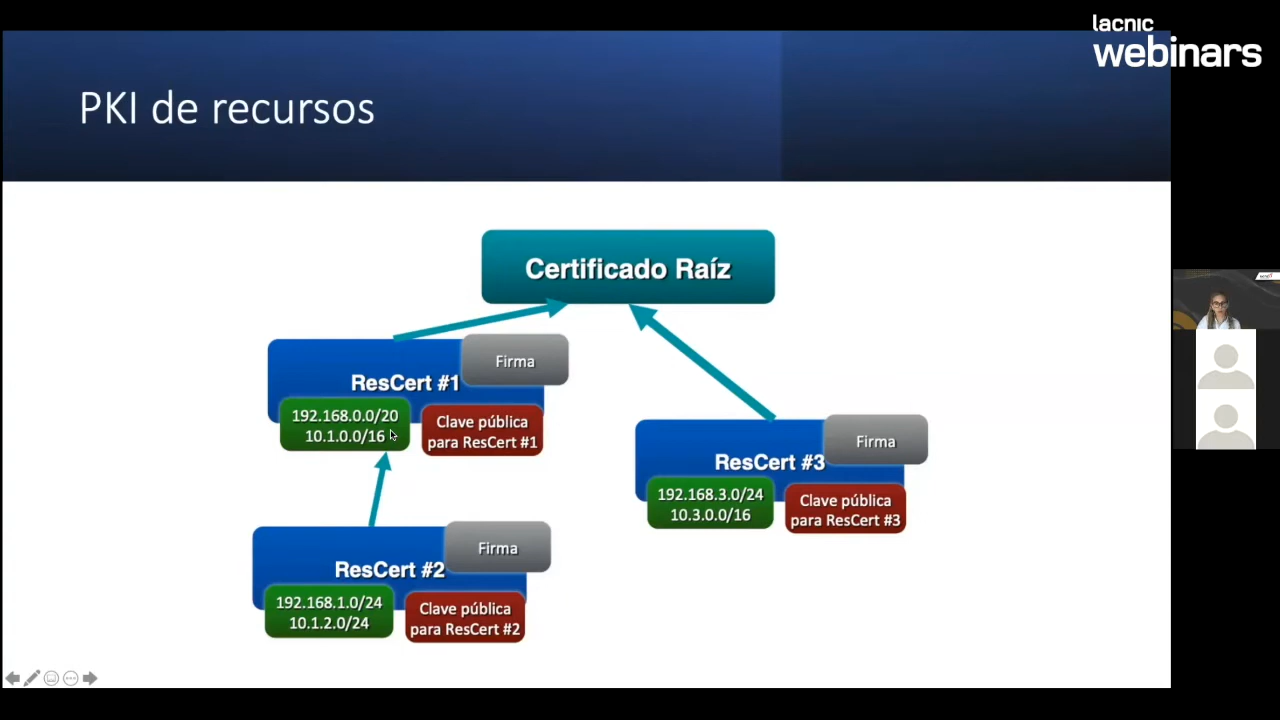 lacnic
webinars
PKI de recursos
Certificado Raíz
Firma
ResCert #1
192.168.0.0/20
10.1.0.0/16
Clave pública
para ResCert #1
Firma
ResCert #3
192.168.3.0/24
10.3.0.0/16
Clave pública
para ResCert #3
Firma
ResCert #2
192.168.1.0/24
10.1.2.0/24
Clave pública
para ResCert #2